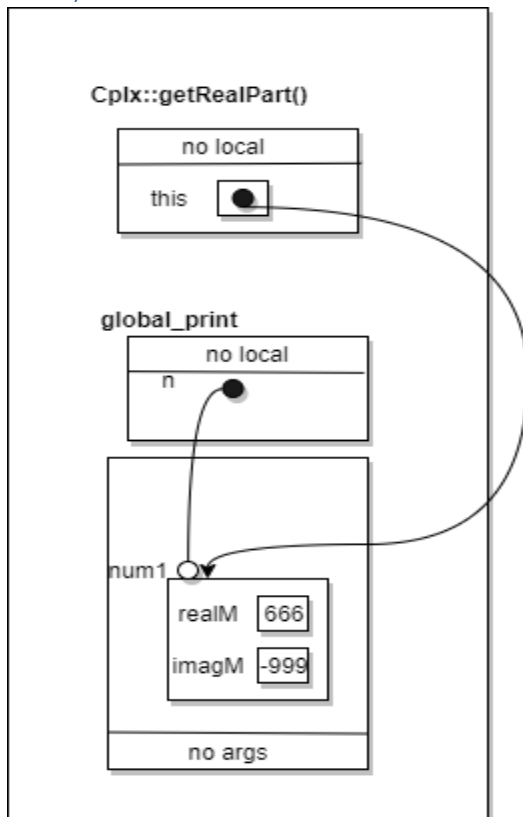 Cplx::getRealPart()
no local
this
global_print
no local
n
num1
realM 666
imagM -999
no args